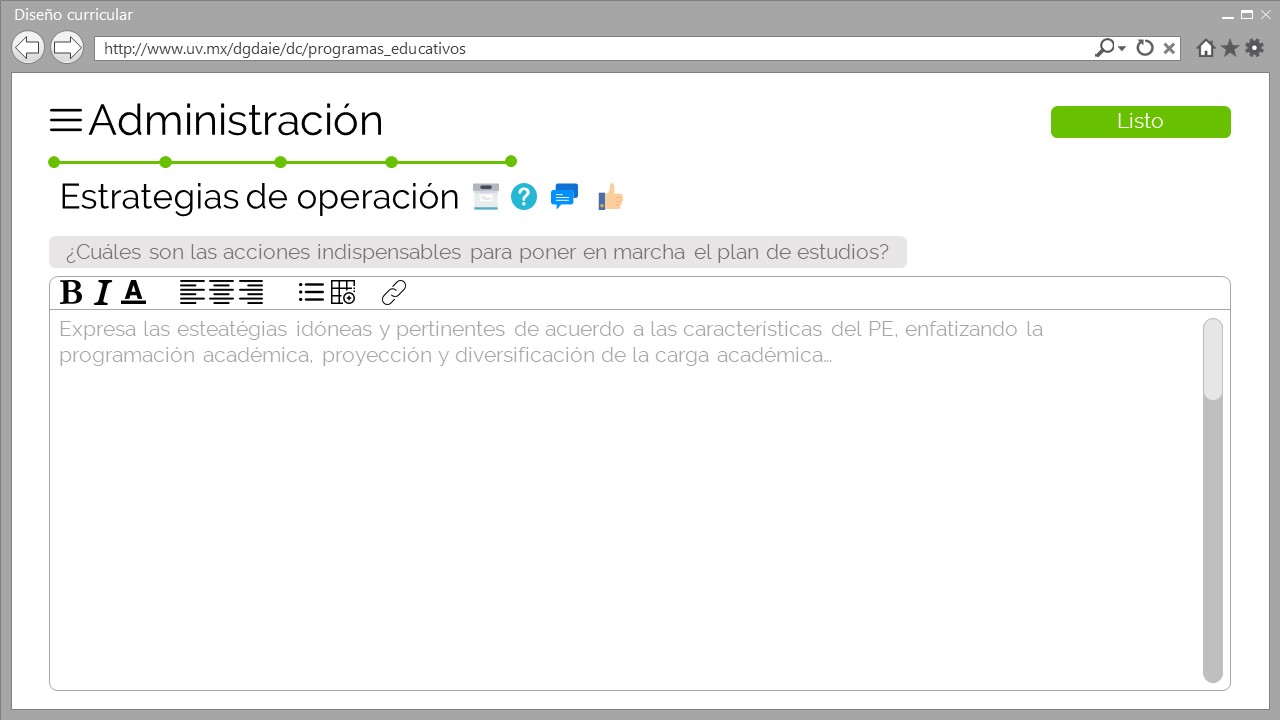 Diseño curricular
http://www.uv.mx/dgdaie/dc/programas_educativos
Administración
Listo
Estrategias de operación
¿Cuáles son las acciones indispensables para poner en marcha el plan de estudios?
B I A
Expresa las esteatégias idóneas y pertinentes de acuerdo a las características del PE, enfatizando la
programación académica, proyección y diversificación de la carga académica…